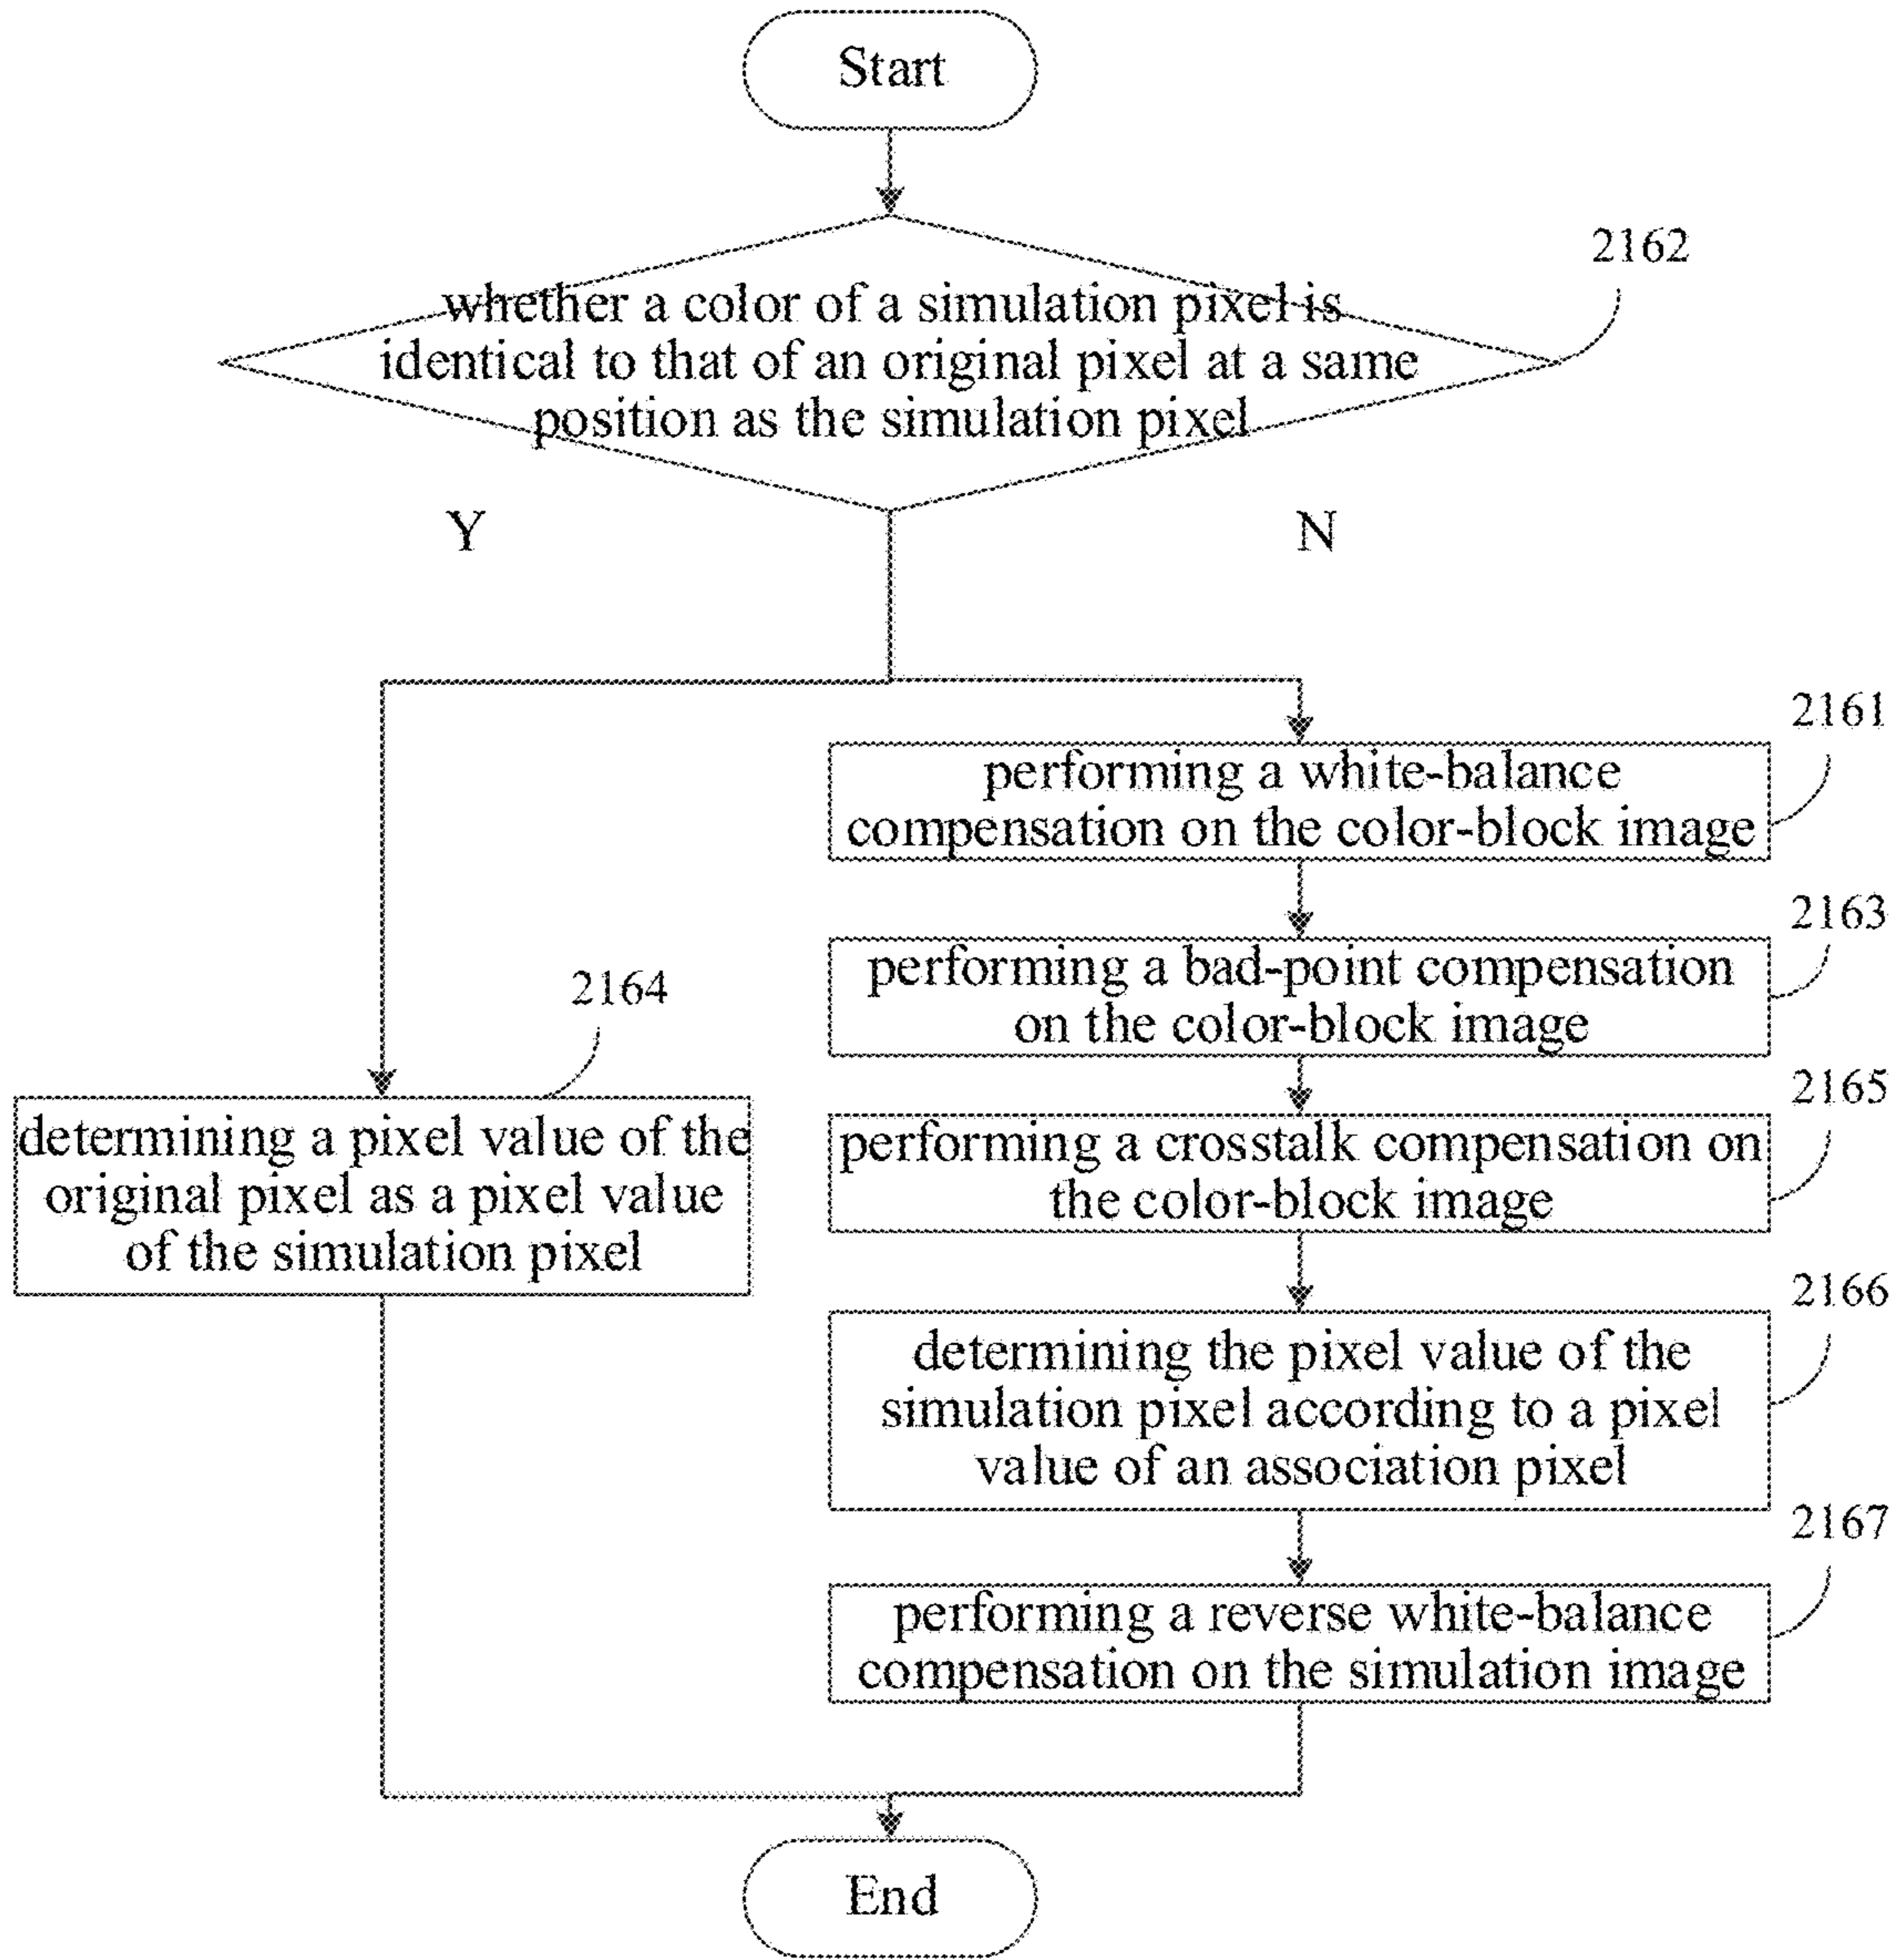 Start
2162
whether a color of a simulation pixel is
identical to that of an original pixel at a same
position as the simulation pixel
Y
N
2161
performing a white-balance
compensation on the color-block image
2163
performing a bad-point compensation
on the color-block image
2164
determining a pixel value of the
original pixel as a pixel value
of the simulation pixel
2165
performing a crosstalk compensation on
the color-block image
2166
determining the pixel value of the
simulation pixel according to a pixel
value of an association pixel
2167
performing a reverse white-balance
compensation on the simulation image
End